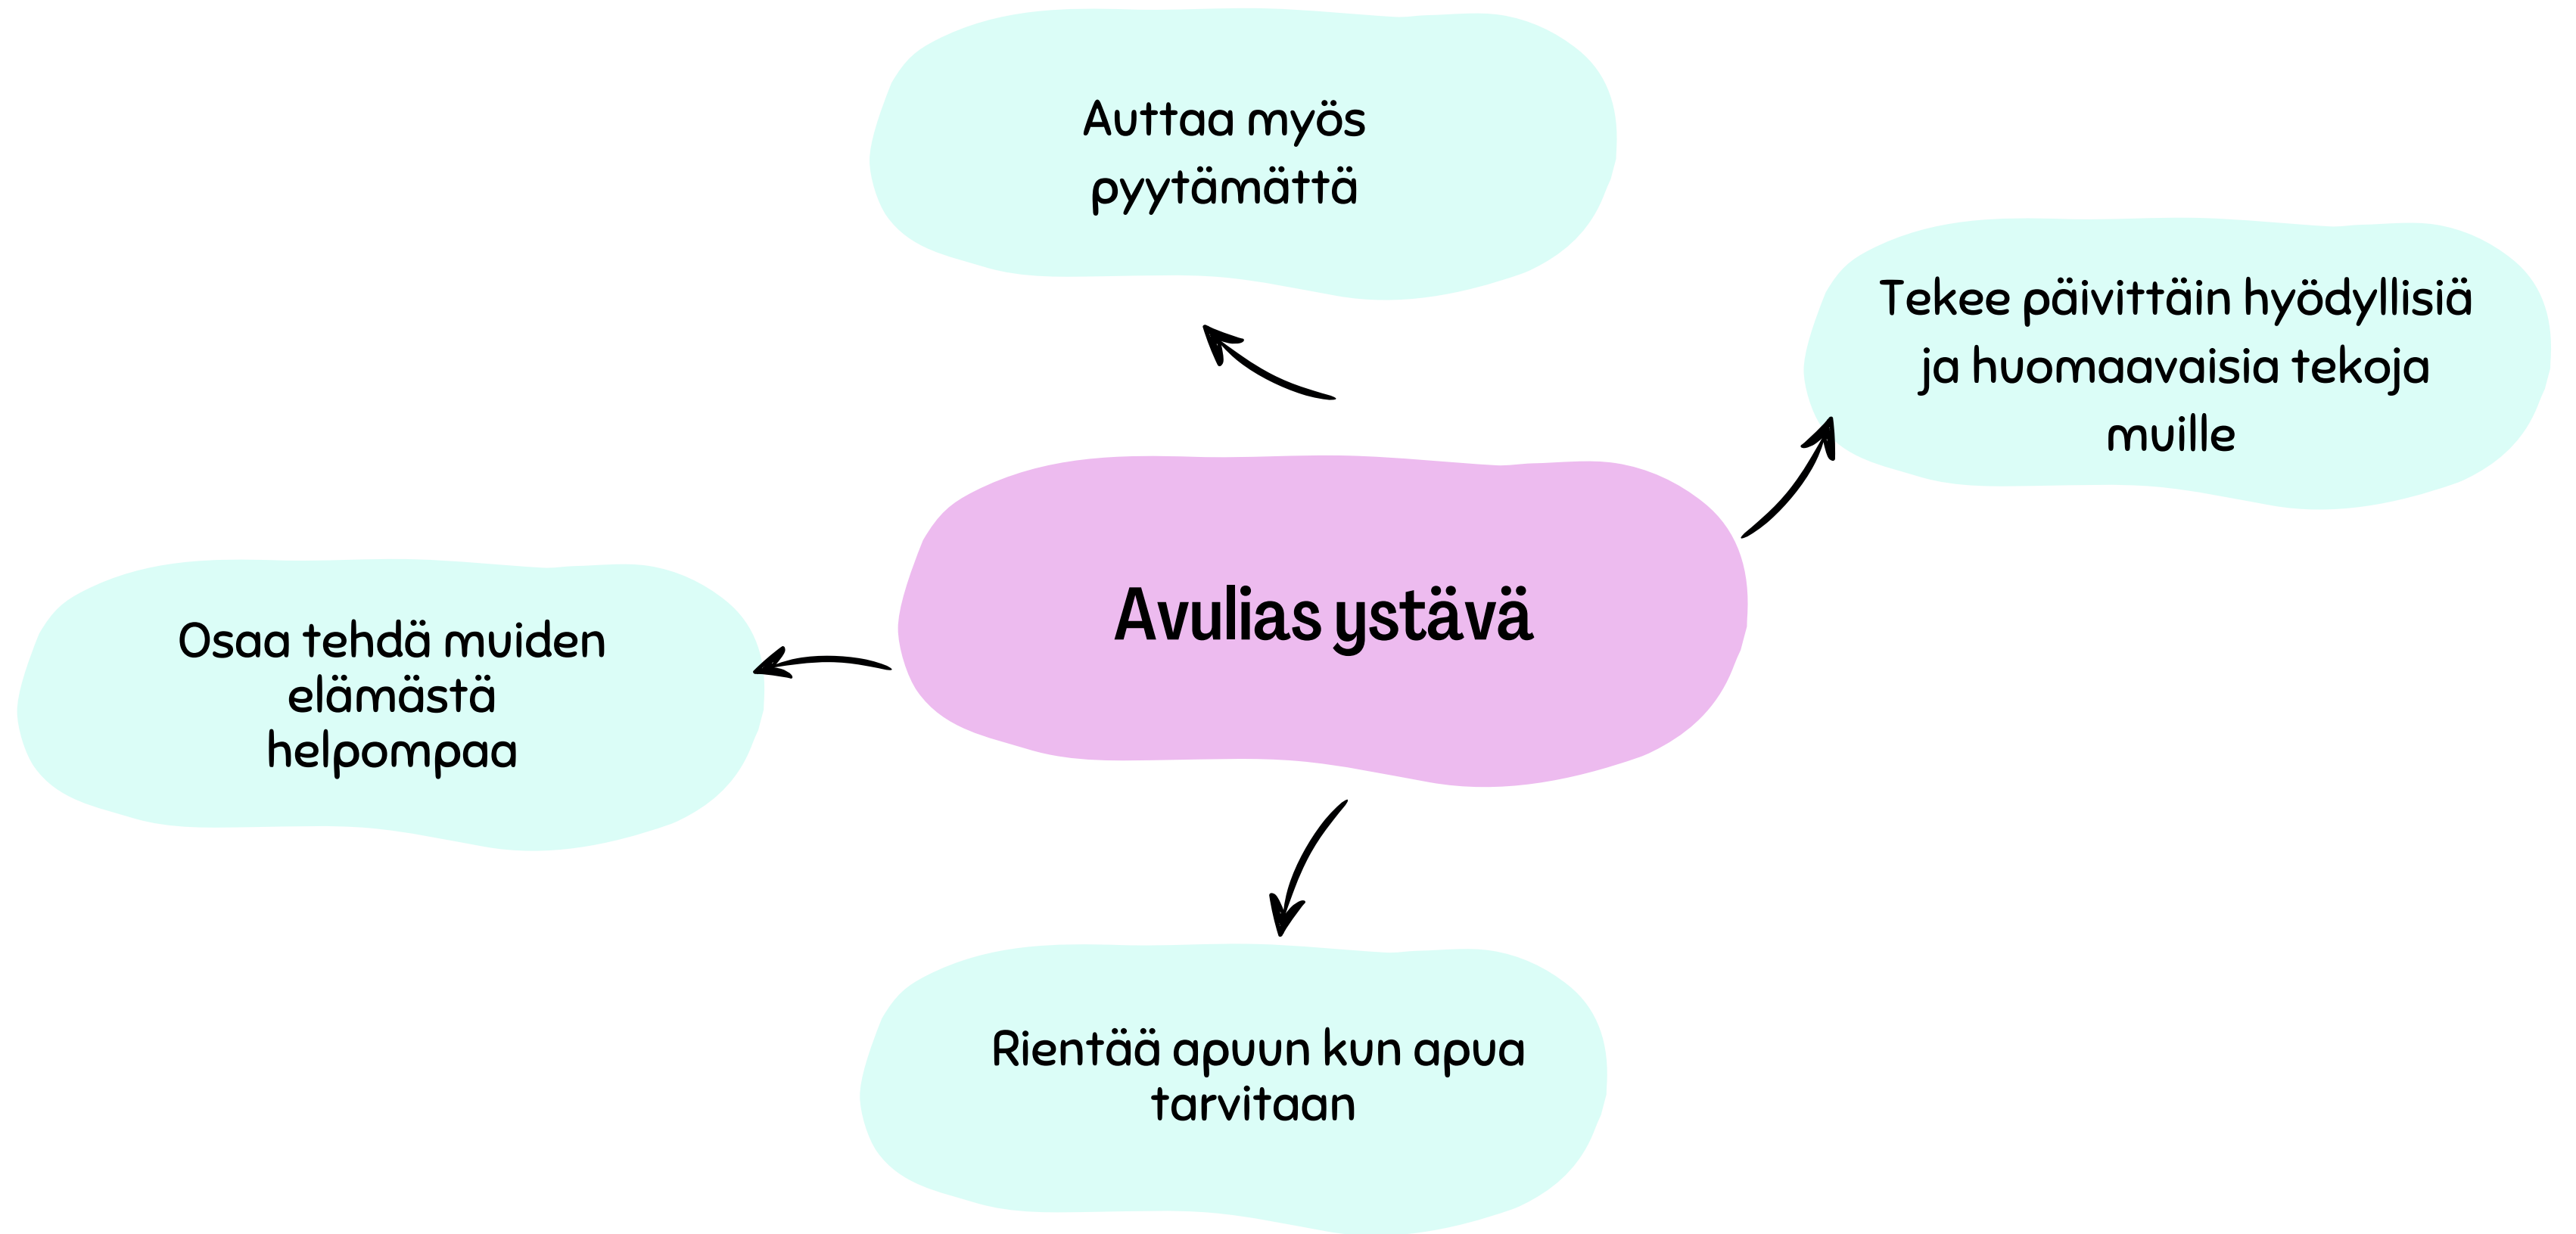 Auttaa myös
pyytämättä
Tekee päivittäin hyödyllisiä
ja huomaavaisia tekoja
muille
Avulias ystävä
Osaa tehdä muiden
elämästä
helpompaa
Rientää apuun kun apua
tarvitaan